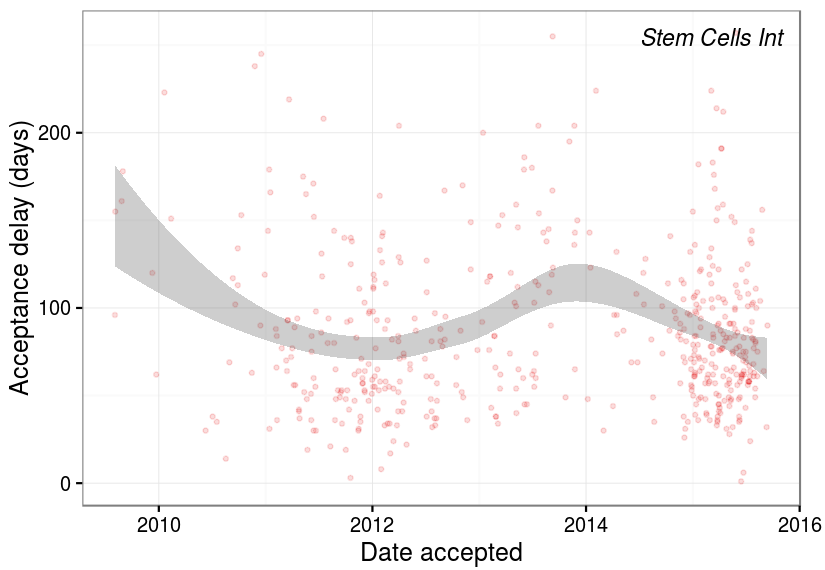 Stem Cells Int
Acceptance delay (days)
200
100
0
2010 2012 2014 2016
Date accepted